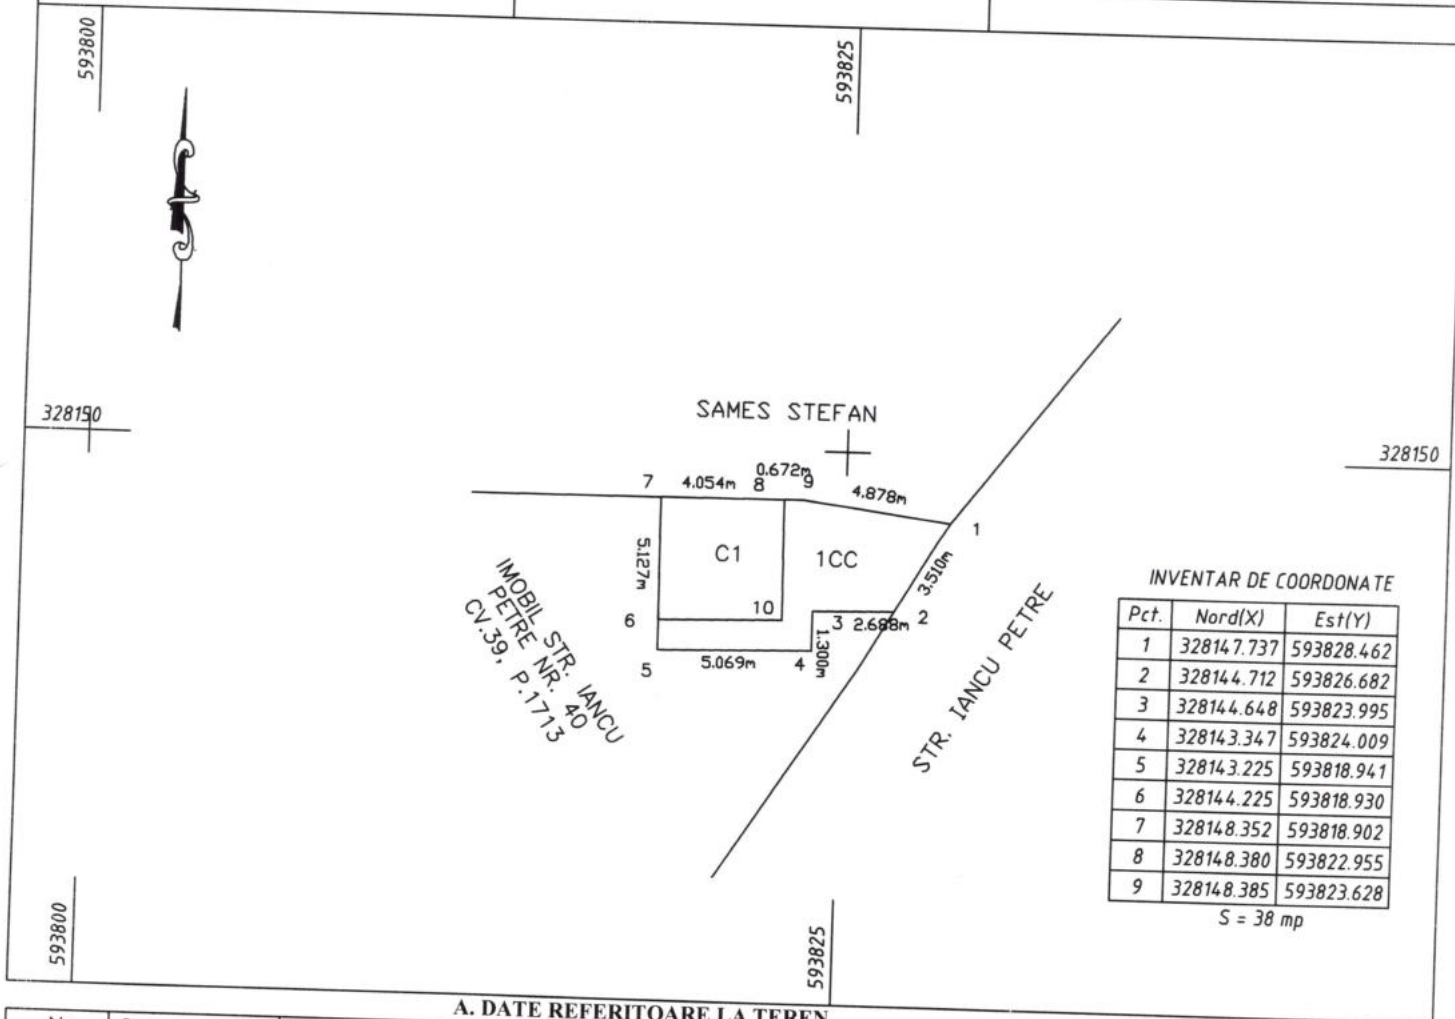 593800
593825
328150
SAMES STEFAN
328150
7
4.054m
8
0.672m
9
4.878m
1
5.127m
C1
1CC
3.510m
6
10
3
2.688m
2
5
5.069m
4
1.300m
IMOBIL STR. IANCU
PETRE NR. 40
CV.39, P.1713
STR. IANCU PETRE
INVENTAR DE COORDONATE
Pct. Nord(X) Est(Y)
1 328147.737 593828.462
2 328144.712 593826.682
3 328144.648 593823.995
4 328143.347 593824.009
5 328143.225 593818.941
6 328144.225 593818.930
7 328148.352 593818.902
8 328148.380 593822.955
9 328148.385 593823.628
S = 38 mp
593800
593825
A. DATE REFERITOARE LA TEREN